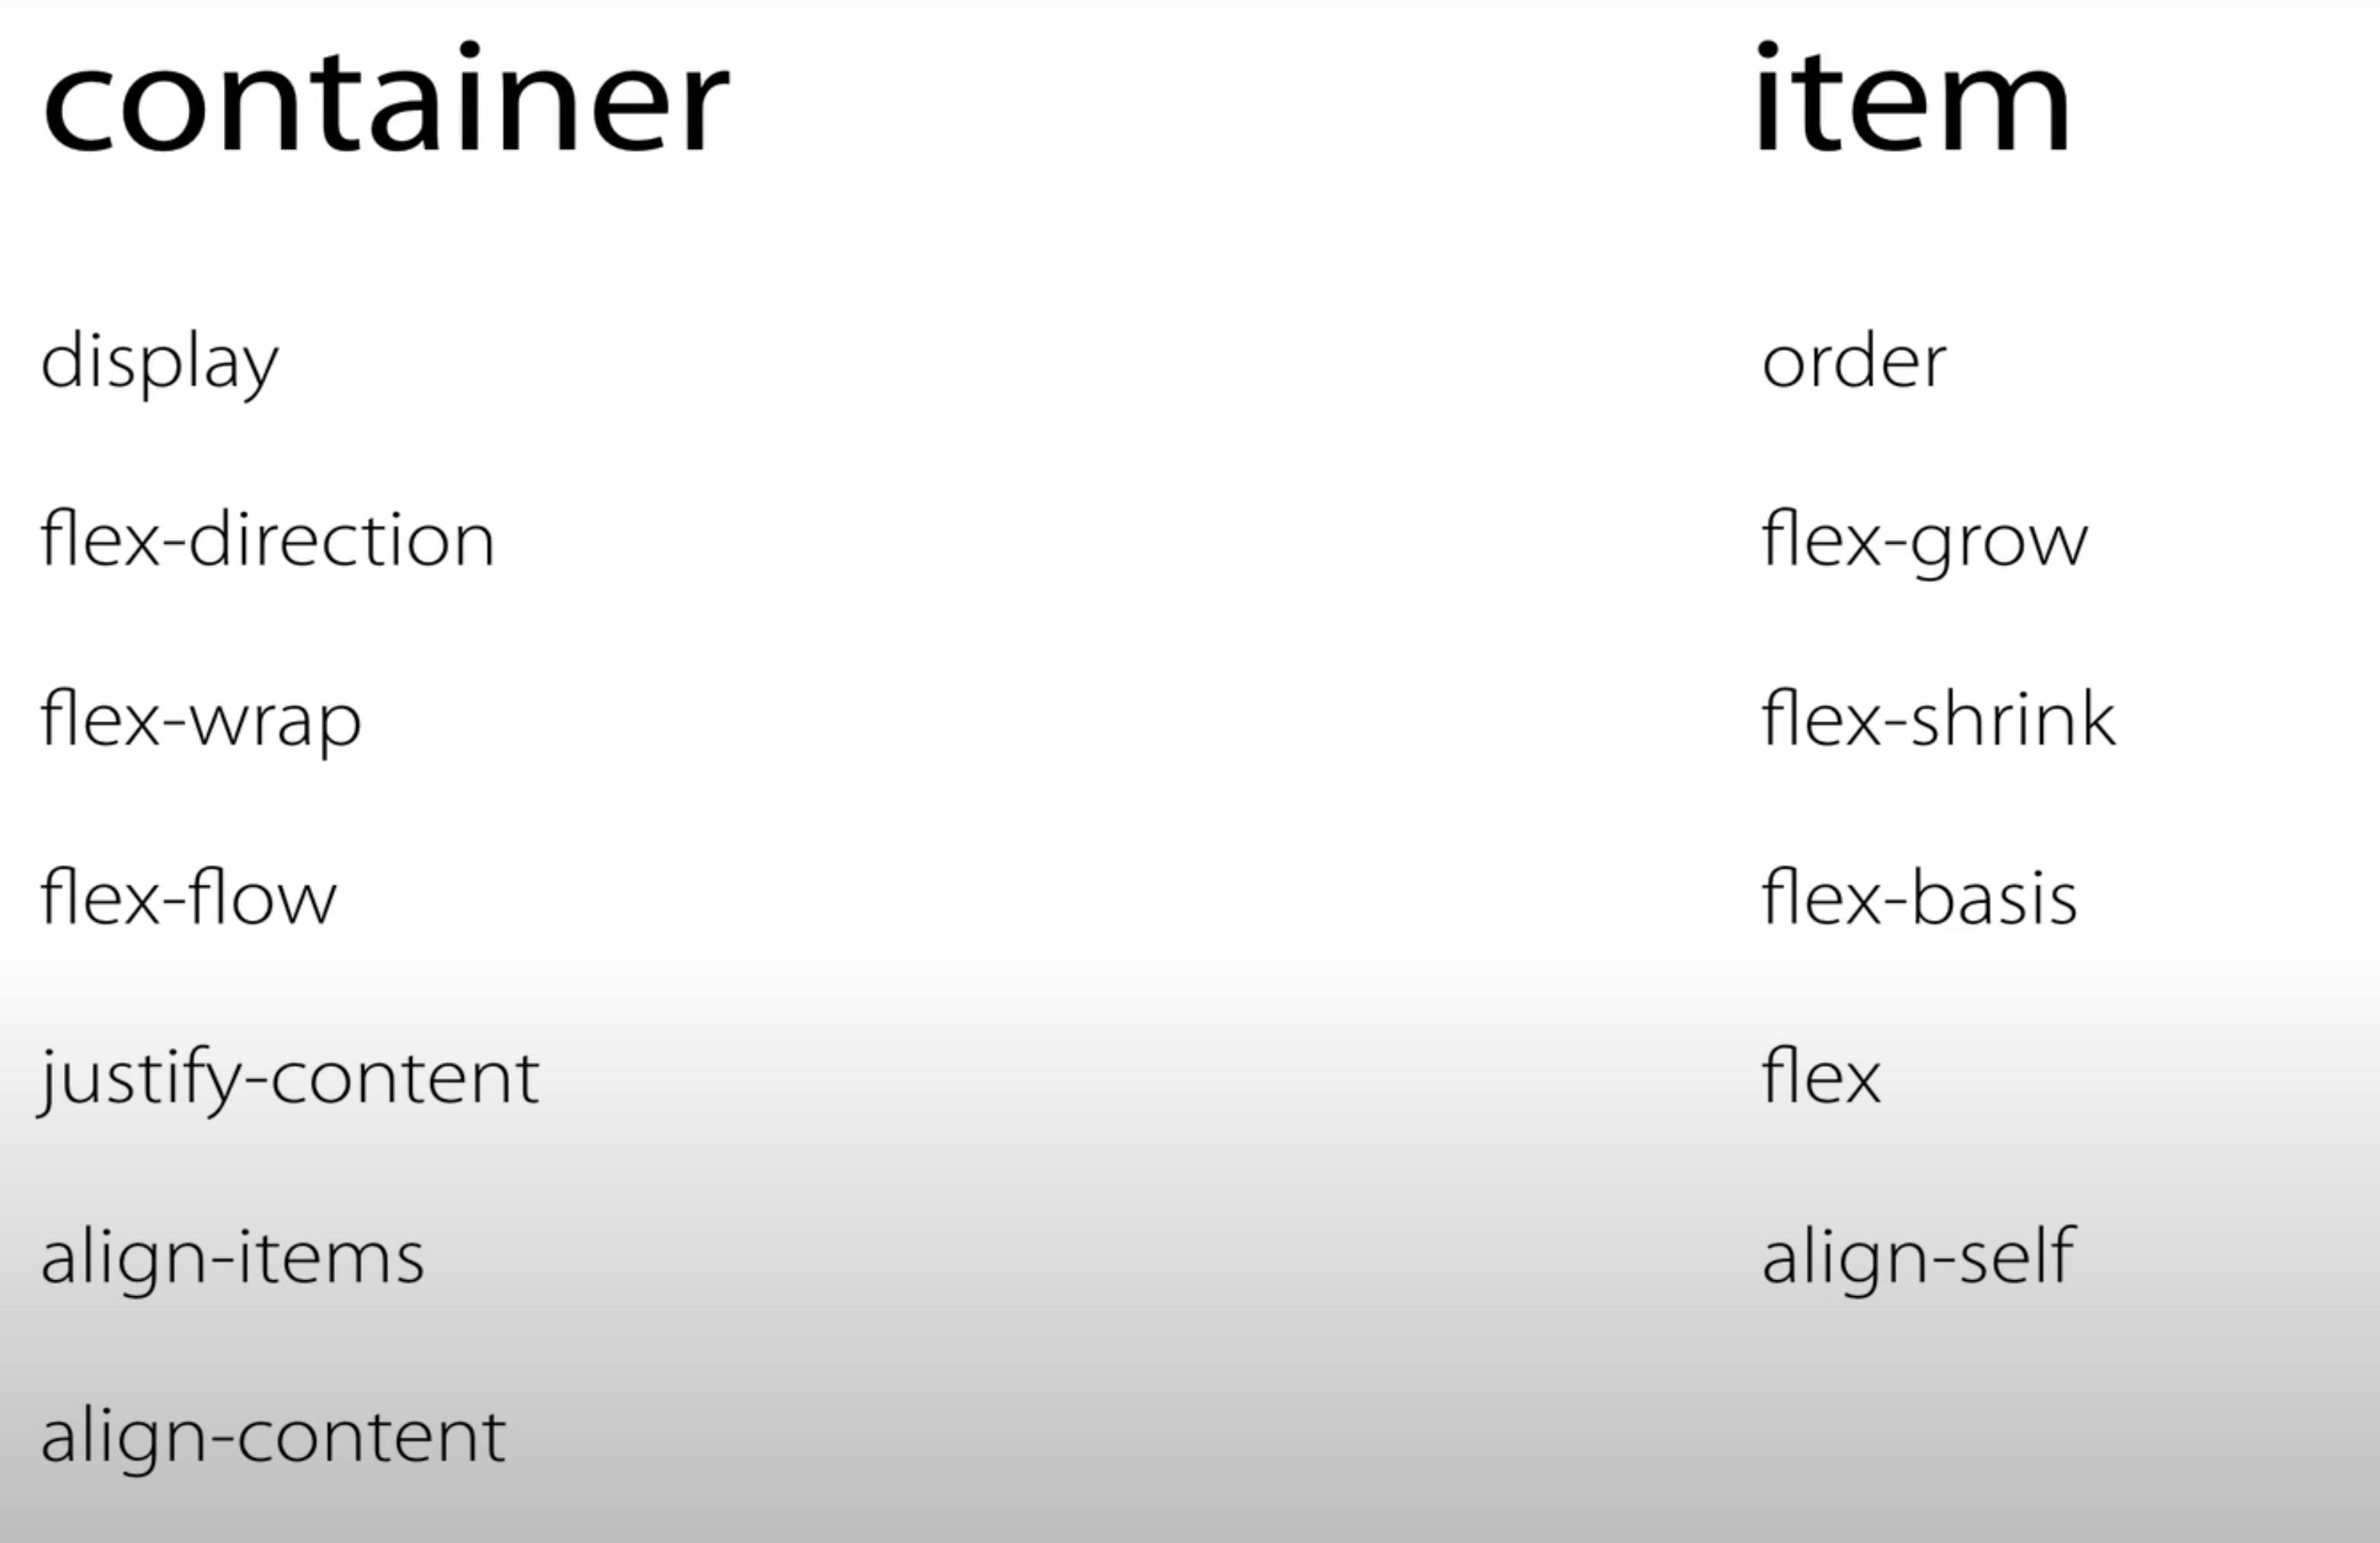 container
display
flex-direction
flex-wrap
flex-flow
justify-content
align-items
align-content
item
order
flex-grow
flex-shrink
flex-basis
flex
align-self